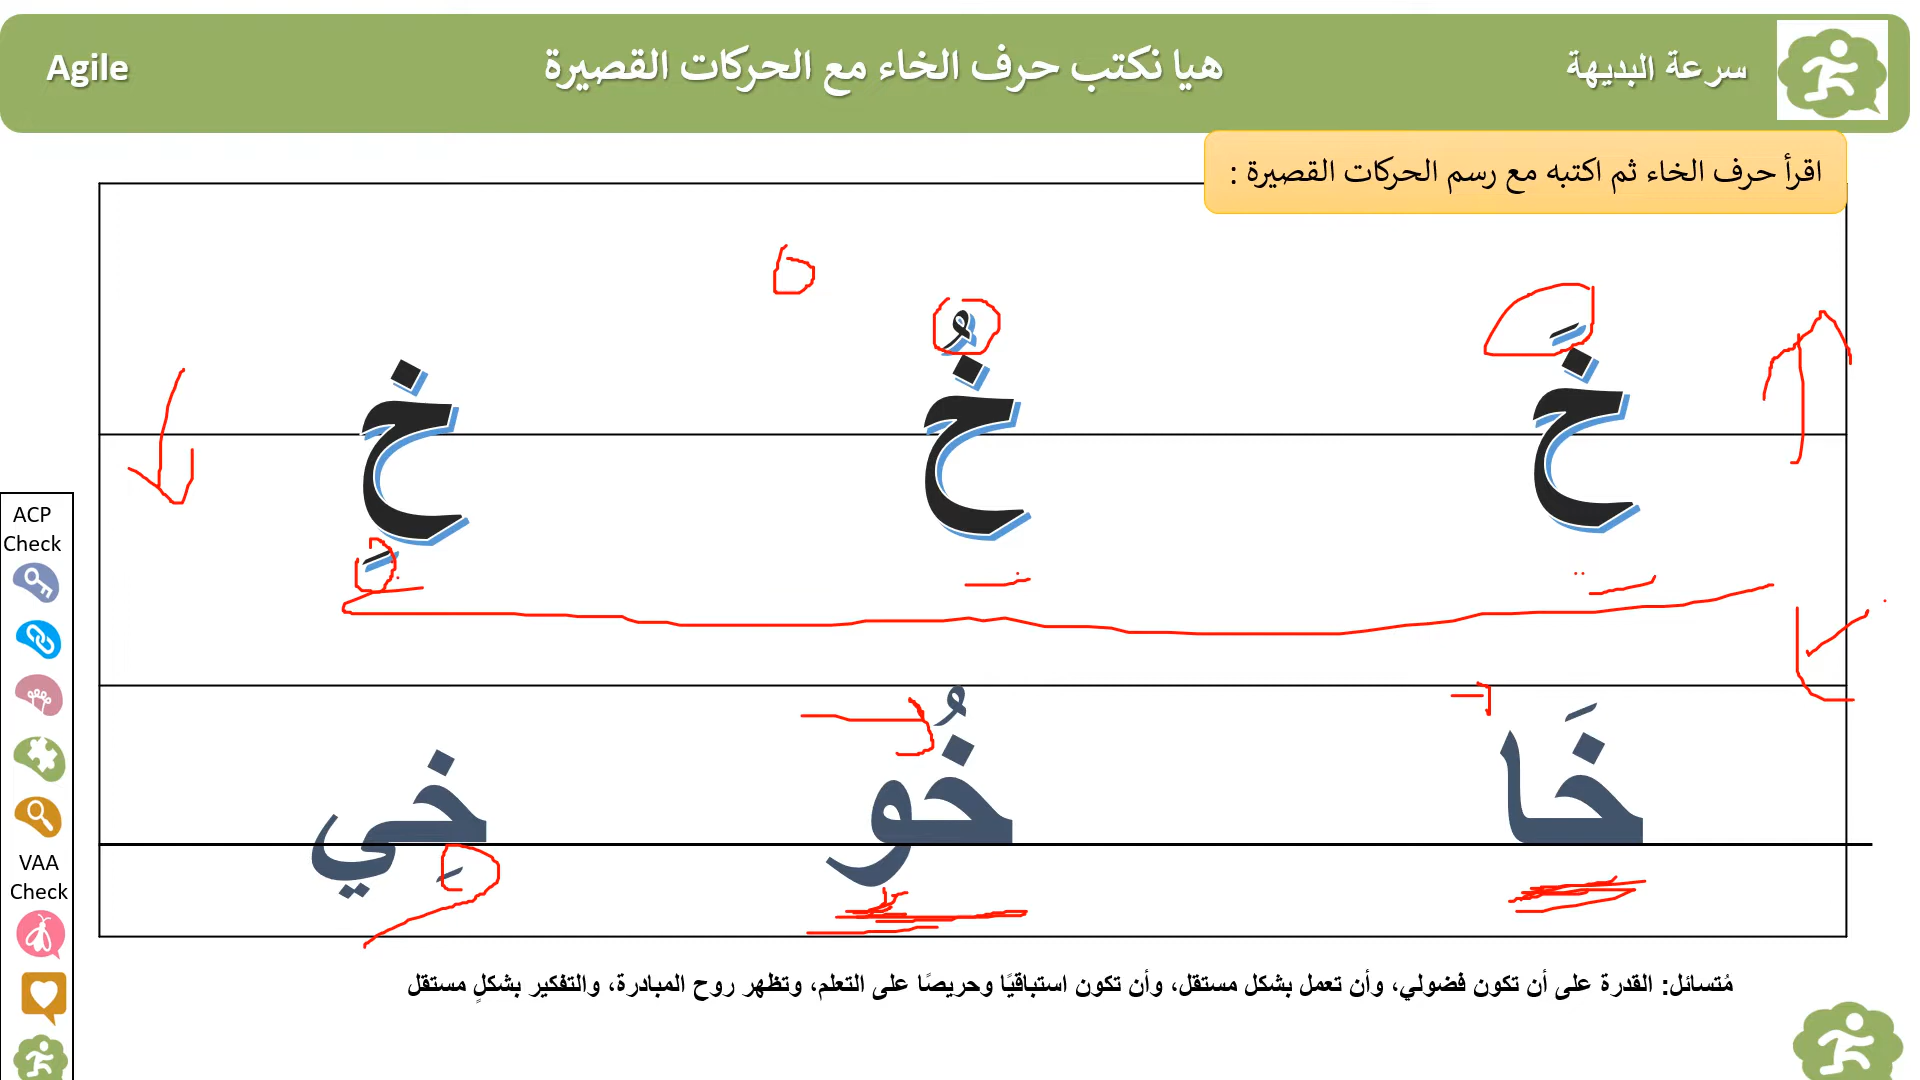 سرعة البديهة
هيا نكتب حرف الخاء مع الحركات القصيرة
Agile
اقرأ حرف الخاء ثم اكتبه مع رسم الحركات القصيرة :
خَ خُ خِ
خَا خُو خِي
ACP
Check
VAA
Check
مُتسائل: القدرة على أن تكون فضولي، وأن تعمل بشكل مستقل، وأن تكون استباقيًا وحريصًا على التعلم، وتظهر روح المبادرة، والتفكير بشكلٍ مستقل